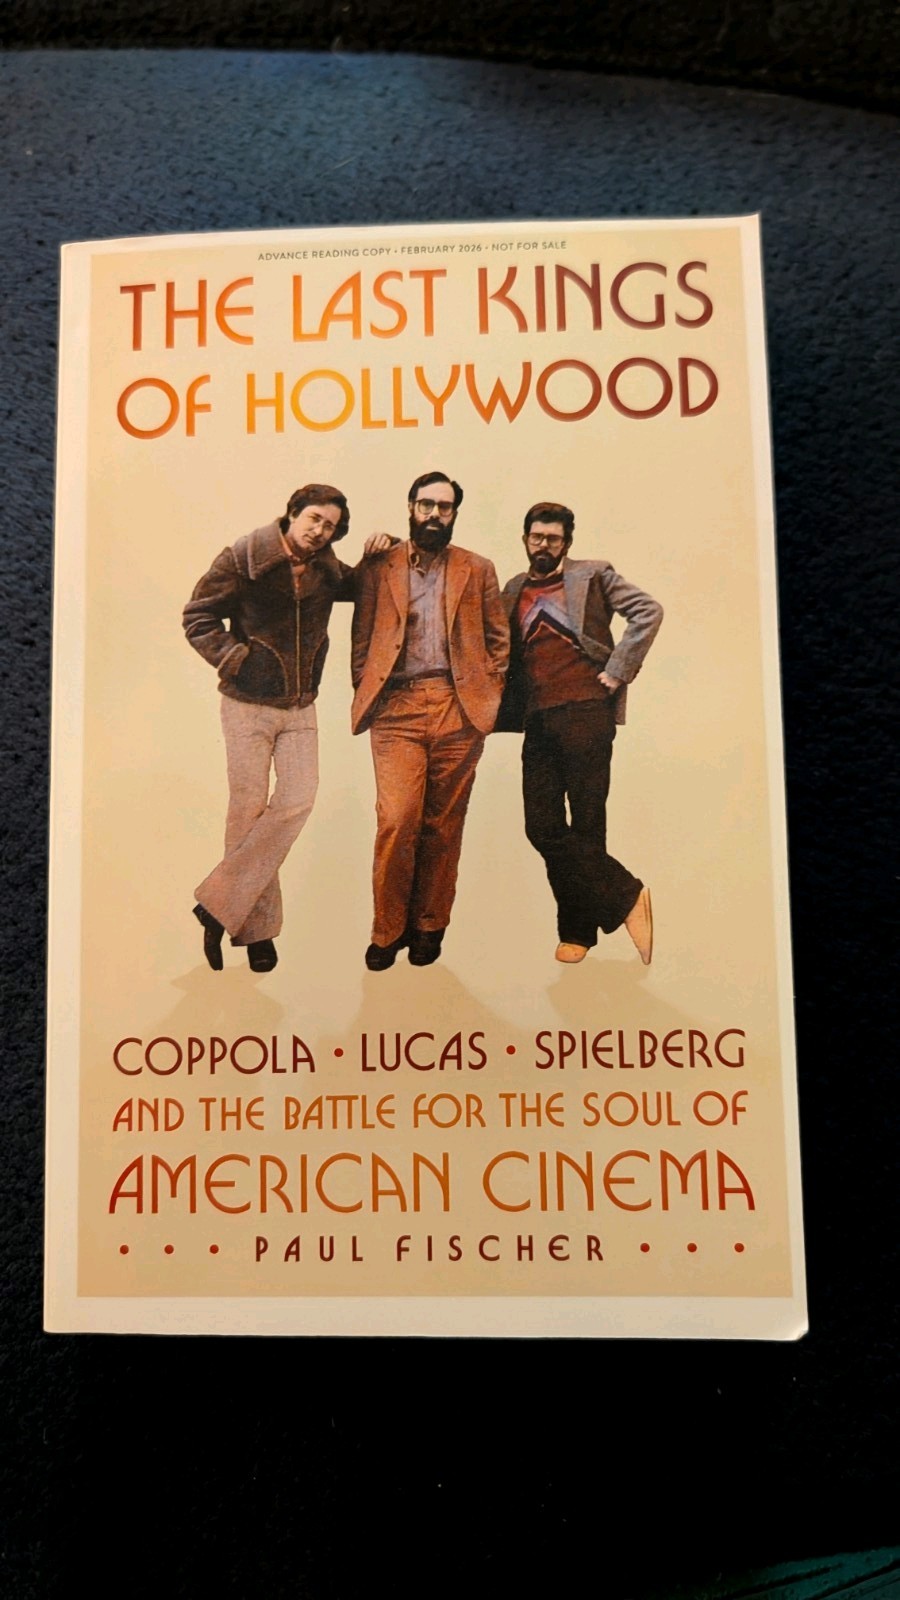 ADVANCE READING COPY • FEBRUARY 2026 • NOT FOR SALE
THE LAST KINGS
OF HOLLYWOOD
COPPOLA • LUCAS • SPIELBERG
AND THE BATTLE FOR THE SOUL OF
AMERICAN CINEMA
• • • PAUL FISCHER • • •